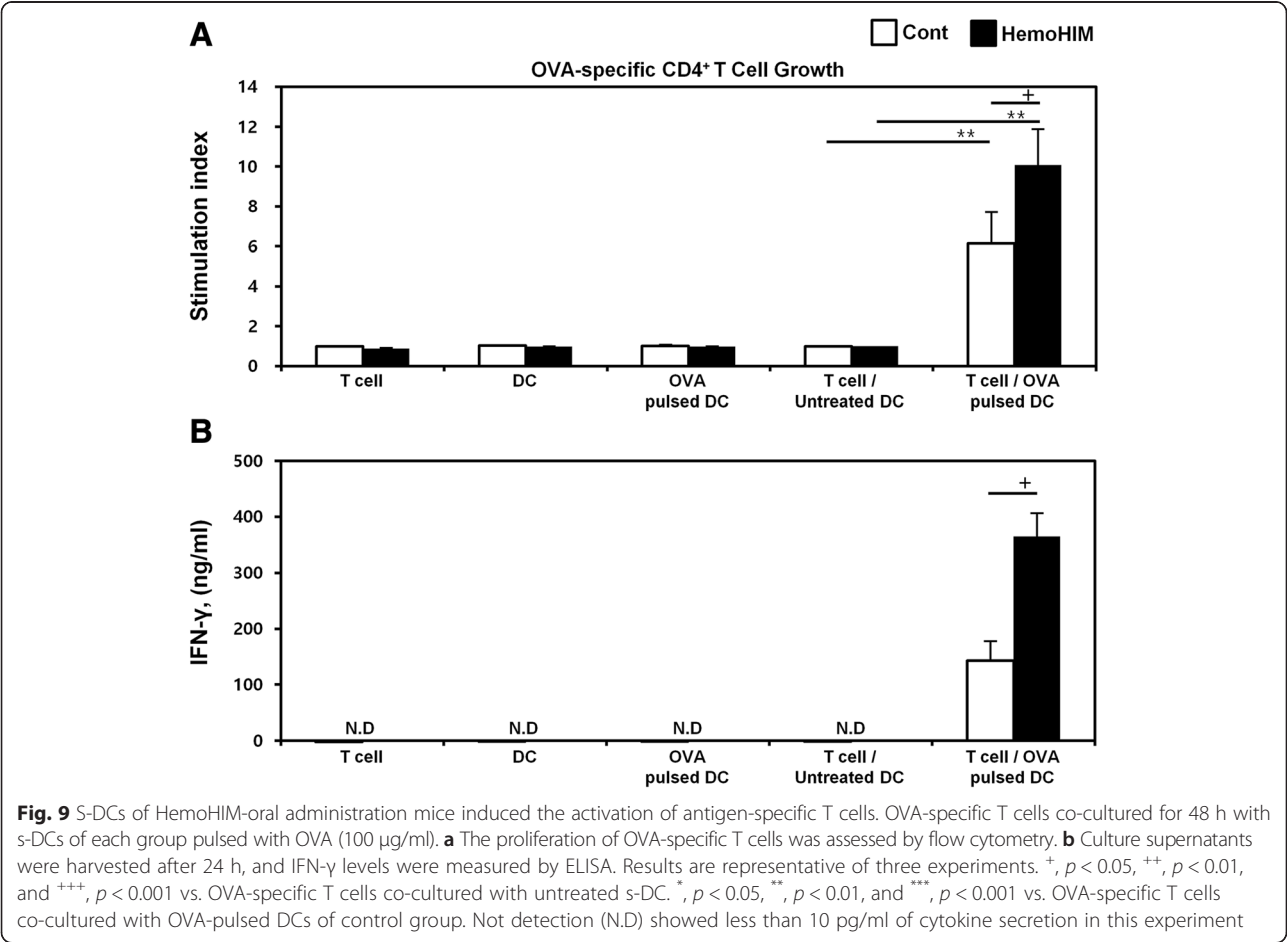 A
Cont HemoHIM
OVA-specific CD4⁺ T Cell Growth
Stimulation index
14
12
10
8
6
4
2
0
+
**
**
T cell
DC
OVA
pulsed DC
T cell /
Untreated DC
T cell / OVA
pulsed DC
B
IFN-γ, (ng/ml)
500
400
300
200
100
0
+
N.D
N.D
N.D
N.D
T cell
DC
OVA
pulsed DC
T cell /
Untreated DC
T cell / OVA
pulsed DC
Fig. 9 S-DCs of HemoHIM-oral administration mice induced the activation of antigen-specific T cells. OVA-specific T cells co-cultured for 48 h with
s-DCs of each group pulsed with OVA (100 μg/ml). a The proliferation of OVA-specific T cells was assessed by flow cytometry. b Culture supernatants
were harvested after 24 h, and IFN-γ levels were measured by ELISA. Results are representative of three experiments. ⁺, p < 0.05, ⁺⁺, p < 0.01,
and ⁺⁺⁺, p < 0.001 vs. OVA-specific T cells co-cultured with untreated s-DC. *, p < 0.05, **, p < 0.01, and ***, p < 0.001 vs. OVA-specific T cells
co-cultured with OVA-pulsed DCs of control group. Not detection (N.D) showed less than 10 pg/ml of cytokine secretion in this experiment